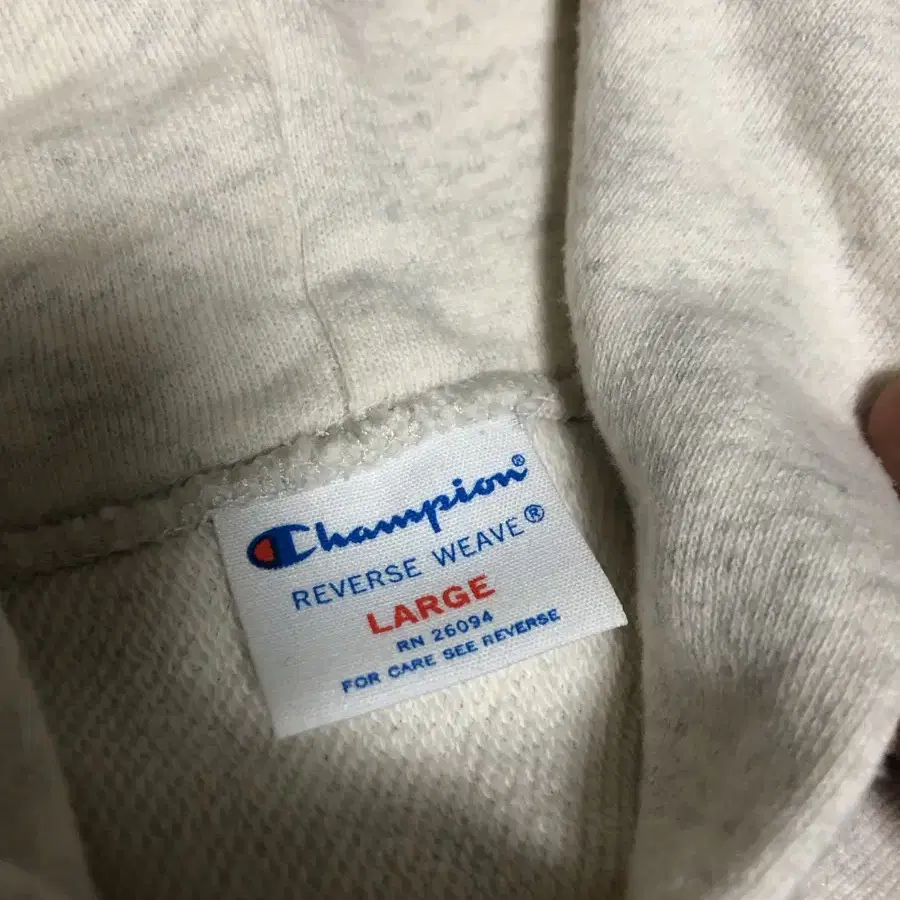 Champion®
REVERSE WEAVE®
LARGE
RN 26094
FOR CARE SEE REVERSE